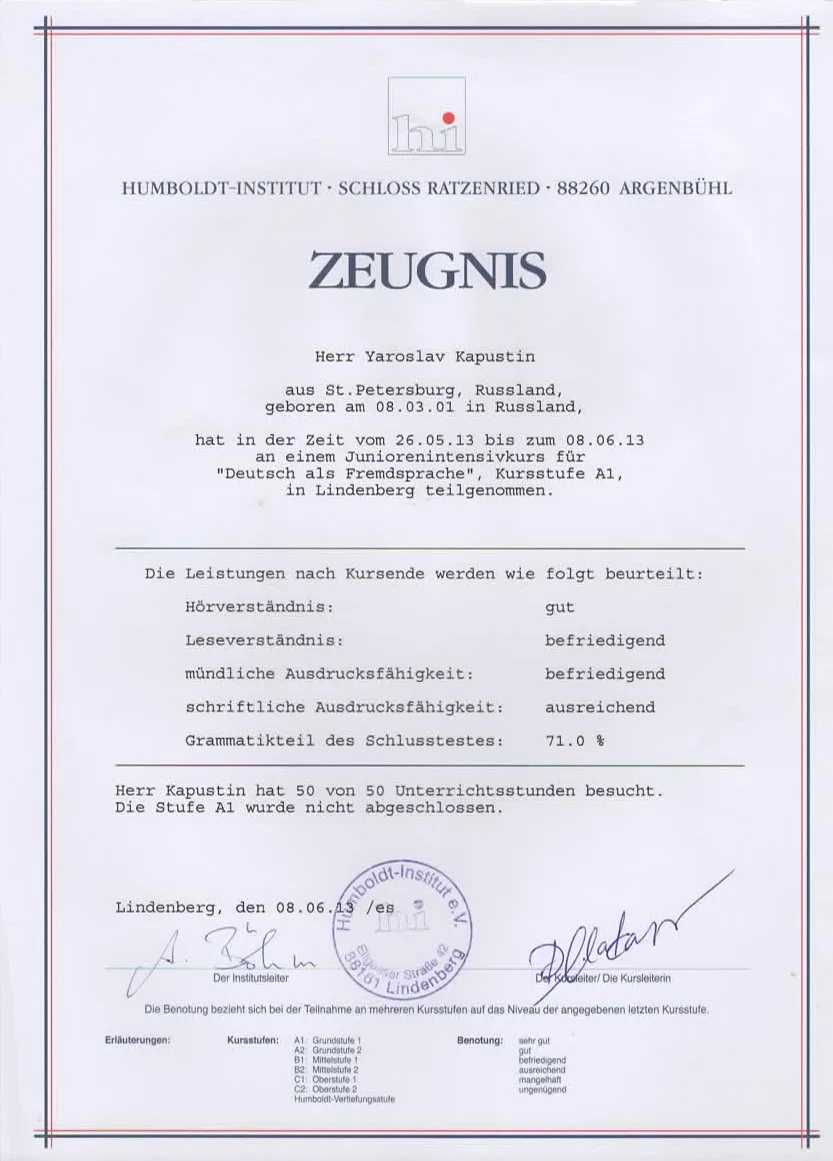 hi
HUMBOLDT-INSTITUT · SCHLOSS RATZENRIED · 88260 ARGENBÜHL
ZEUGNIS
Herr Yaroslav Kapustin
aus St.Petersburg, Russland,
geboren am 08.03.01 in Russland,
hat in der Zeit vom 26.05.13 bis zum 08.06.13
an einem Juniorenintensivkurs für
"Deutsch als Fremdsprache", Kursstufe A1,
in Lindenberg teilgenommen.
Die Leistungen nach Kursende werden wie folgt beurteilt:
Hörverständnis: gut
Leseverständnis: befriedigend
mündliche Ausdrucksfähigkeit: befriedigend
schriftliche Ausdrucksfähigkeit: ausreichend
Grammatikteil des Schlusstestes: 71.0 %
Herr Kapustin hat 50 von 50 Unterrichtsstunden besucht.
Die Stufe A1 wurde nicht abgeschlossen.
Humboldt-Institut e.V.
hi
Straße 42
88161 Lindenberg
Lindenberg, den 08.06.13 /es
A. Böhm
Der Institutsleiter
Der Kursleiter/ Die Kursleiterin
Die Benotung bezieht sich bei der Teilnahme an mehreren Kursstufen auf das Niveau der angegebenen letzten Kursstufe.
Erläuterungen: Kursstufen: A1: Grundstufe 1 Benotung: sehr gut
A2: Grundstufe 2 gut
B1: Mittelstufe 1 befriedigend
B2: Mittelstufe 2 ausreichend
C1: Oberstufe 1 mangelhaft
C2: Oberstufe 2 ungenügend
Humboldt-Vertiefungsstufe